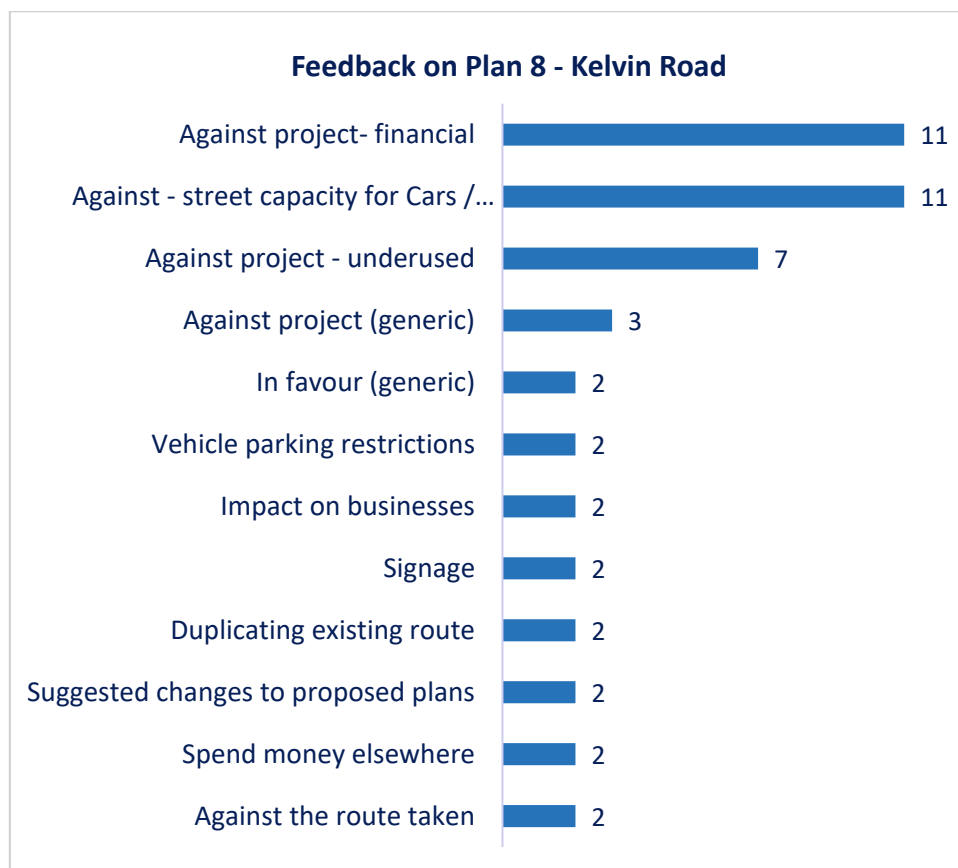 Feedback on Plan 8 - Kelvin Road
Against project- financial 11
Against - street capacity for Cars /... 11
Against project - underused 7
Against project (generic) 3
In favour (generic) 2
Vehicle parking restrictions 2
Impact on businesses 2
Signage 2
Duplicating existing route 2
Suggested changes to proposed plans 2
Spend money elsewhere 2
Against the route taken 2